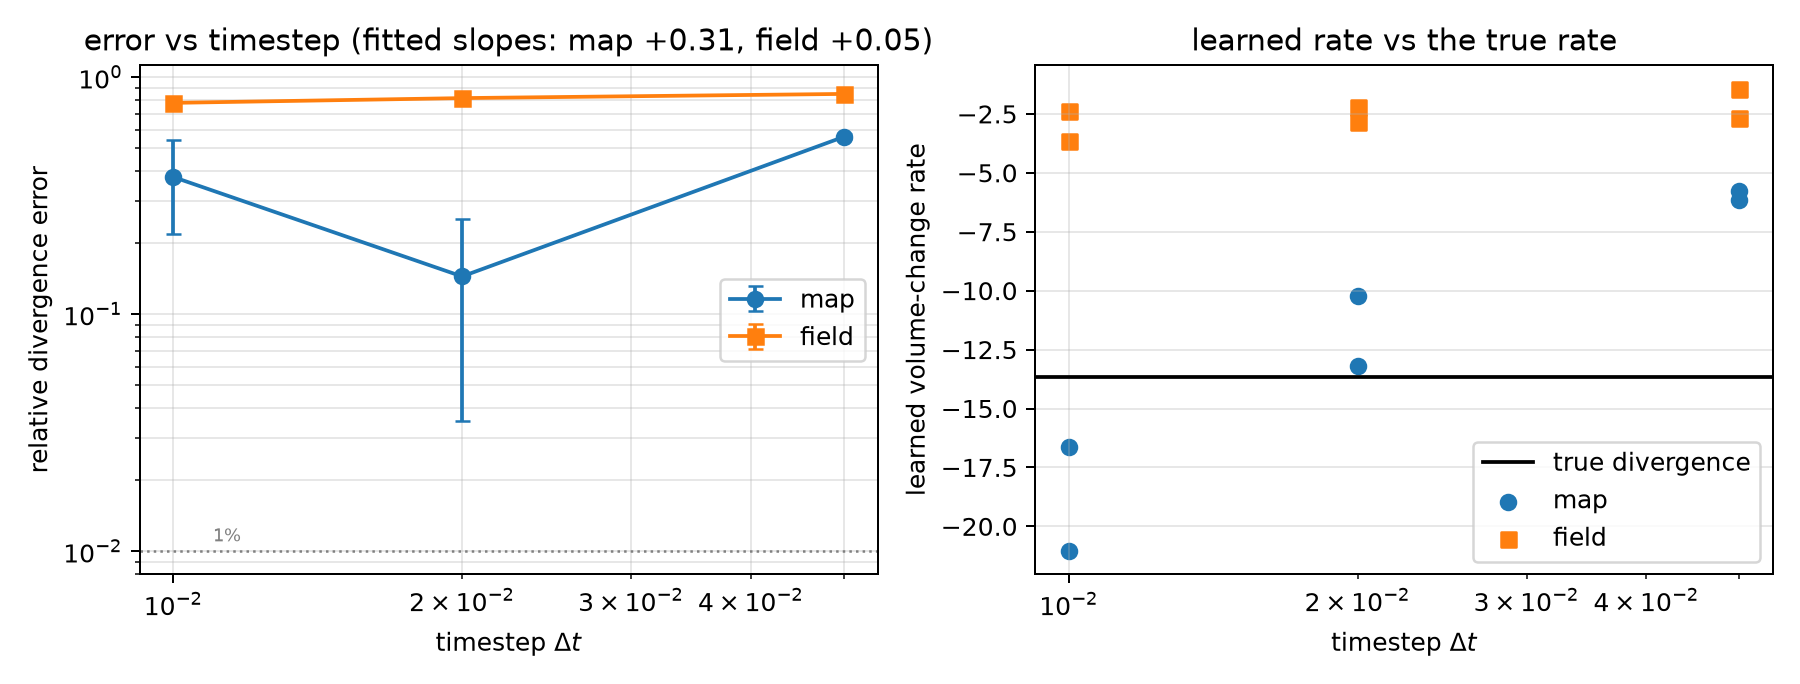 error vs timestep (fitted slopes: map +0.31, field +0.05)
10⁰
10⁻¹
10⁻²
relative divergence error
1%
map
field
10⁻²
2 × 10⁻²
3 × 10⁻²
4 × 10⁻²
timestep Δt
learned rate vs the true rate
−2.5
−5.0
−7.5
−10.0
−12.5
−15.0
−17.5
−20.0
learned volume-change rate
true divergence
map
field
10⁻²
2 × 10⁻²
3 × 10⁻²
4 × 10⁻²
timestep Δt